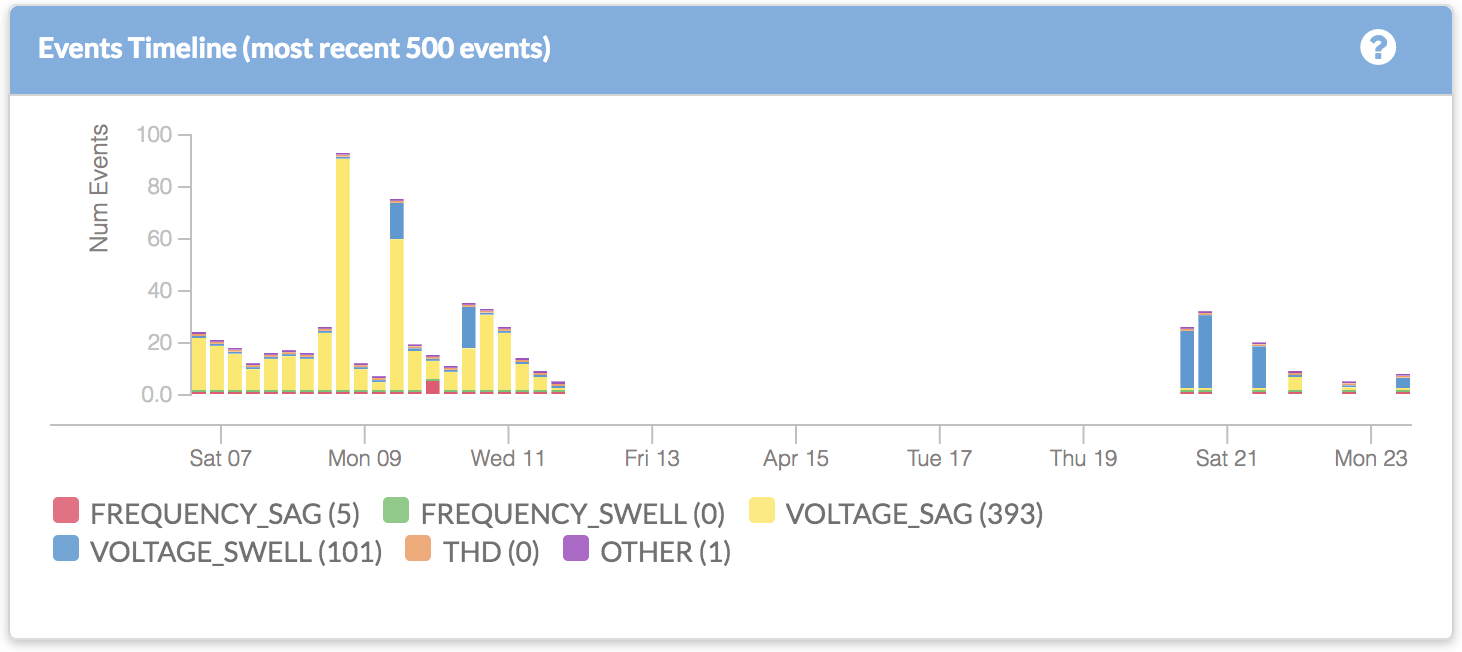 Events Timeline (most recent 500 events)
?
Num Events
100
80
60
40
20
0.0
Sat 07 Mon 09 Wed 11 Fri 13 Apr 15 Tue 17 Thu 19 Sat 21 Mon 23
FREQUENCY_SAG (5) FREQUENCY_SWELL (0) VOLTAGE_SAG (393)
VOLTAGE_SWELL (101) THD (0) OTHER (1)